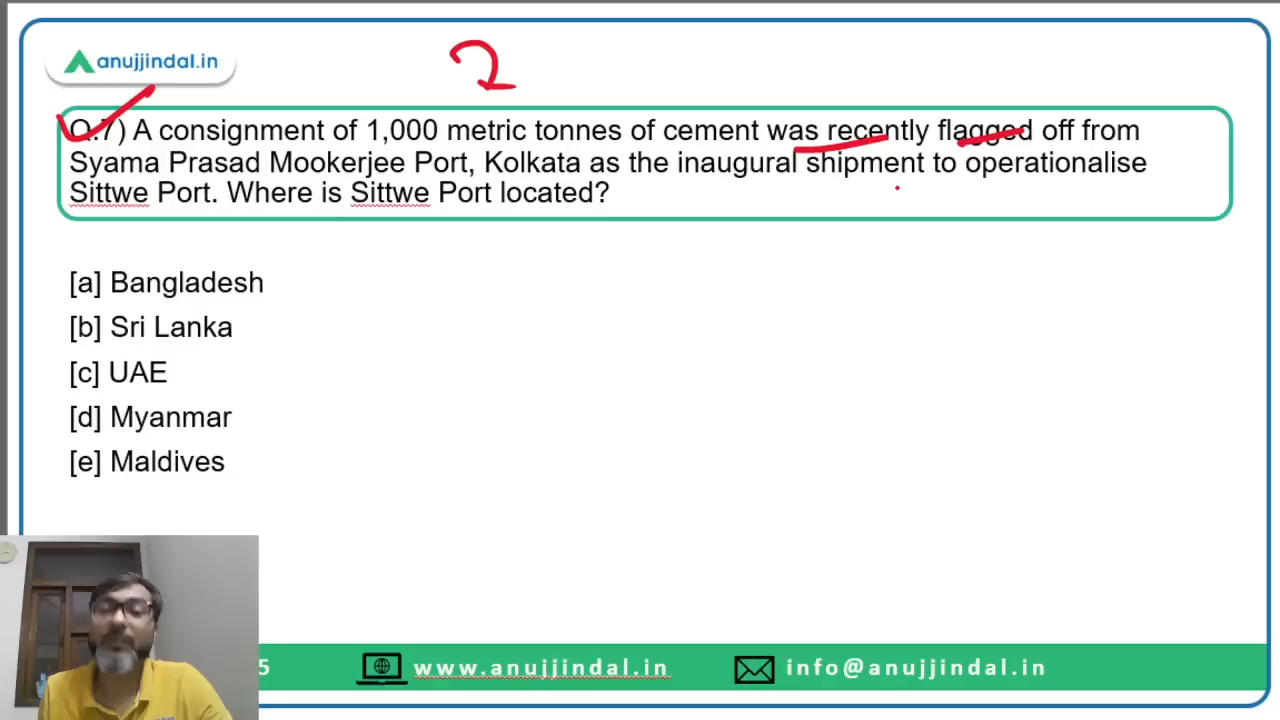 anujjindal.in
2
Q.7) A consignment of 1,000 metric tonnes of cement was recently flagged off from
Syama Prasad Mookerjee Port, Kolkata as the inaugural shipment to operationalise
Sittwe Port. Where is Sittwe Port located?
[a] Bangladesh
[b] Sri Lanka
[c] UAE
[d] Myanmar
[e] Maldives
5 www.anujjindal.in info@anujjindal.in